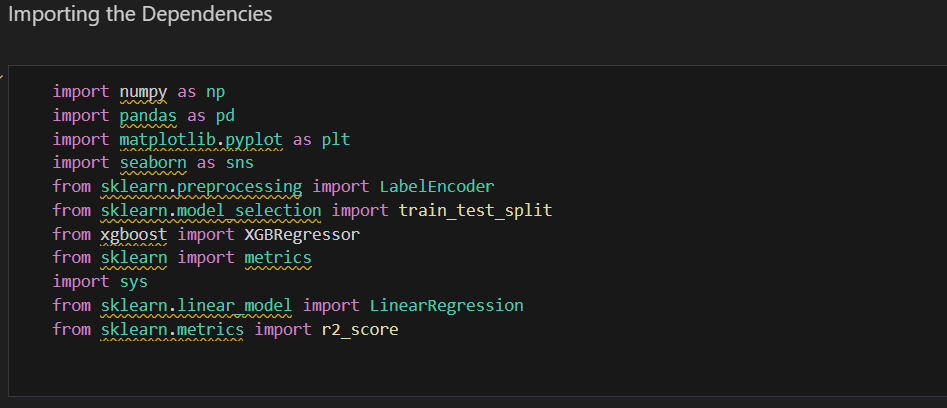 Importing the Dependencies
import numpy as np
import pandas as pd
import matplotlib.pyplot as plt
import seaborn as sns
from sklearn.preprocessing import LabelEncoder
from sklearn.model_selection import train_test_split
from xgboost import XGBRegressor
from sklearn import metrics
import sys
from sklearn.linear_model import LinearRegression
from sklearn.metrics import r2_score